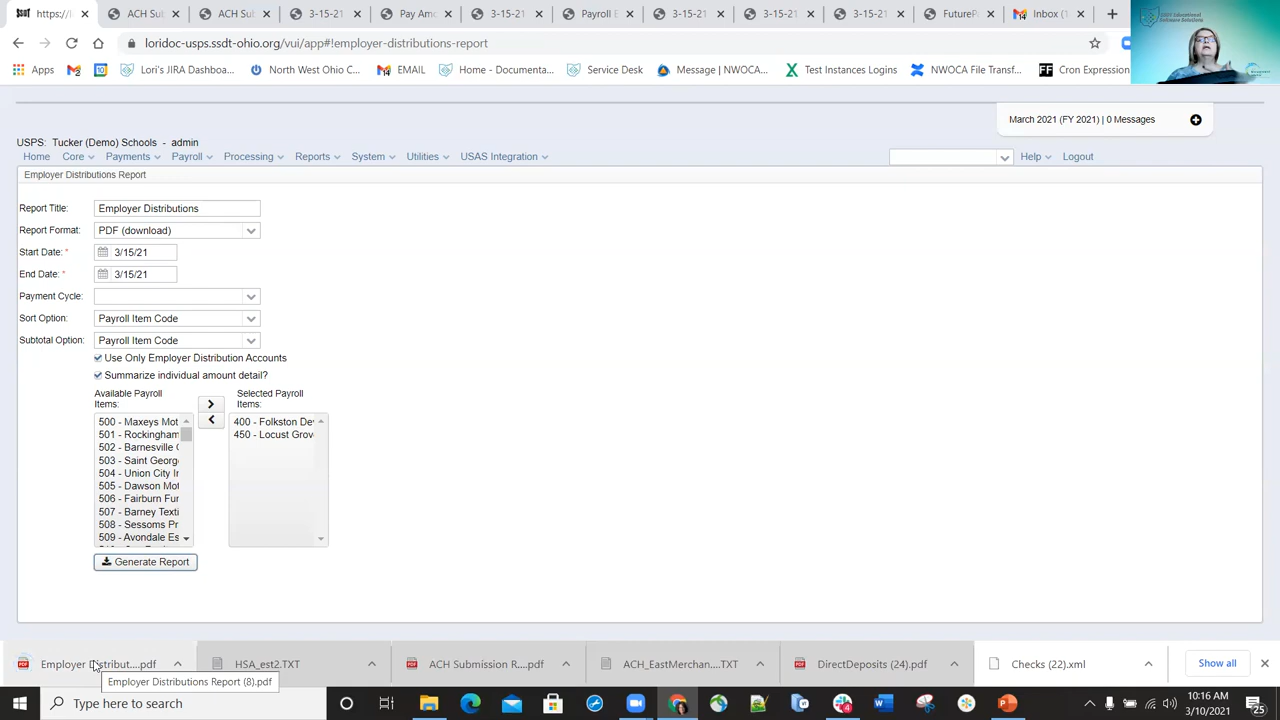 https://l
ACH Sub
ACH Sub
3-15-21
Pay Amo
3-15-21
Payroll E
3-15-21
3-15-21
3-15-21
FutureP
Inbox (1
loridoc-usps.ssdt-ohio.org/vui/app#!employer-distributions-report
Apps
Lori's JIRA Dashboa...
North West Ohio C...
EMAIL
Home - Documenta...
Service Desk
Message | NWOCA...
Test Instances Logins
NWOCA File Transf...
Cron Expression
March 2021 (FY 2021) | 0 Messages
USPS: Tucker (Demo) Schools - admin
Home Core Payments Payroll Processing Reports System Utilities USAS Integration Help Logout
Employer Distributions Report
Report Title: Employer Distributions
Report Format: PDF (download)
Start Date: * 3/15/21
End Date: * 3/15/21
Payment Cycle:
Sort Option: Payroll Item Code
Subtotal Option: Payroll Item Code
Use Only Employer Distribution Accounts
Summarize individual amount detail?
Available Payroll Items:
Selected Payroll Items:
500 - Maxeys Mot
501 - Rockingham
502 - Barnesville C
503 - Saint George
504 - Union City Ir
505 - Dawson Mot
506 - Fairburn Fur
507 - Barney Texti
508 - Sessoms Pr
509 - Avondale Es
400 - Folkston De
450 - Locust Grov
Generate Report
Employer Distribut....pdf
HSA_est2.TXT
ACH Submission R....pdf
ACH_EastMerchan....TXT
DirectDeposits (24).pdf
Checks (22).xml
Show all
Employer Distributions Report (8).pdf
Type here to search
10:16 AM
3/10/2021
25